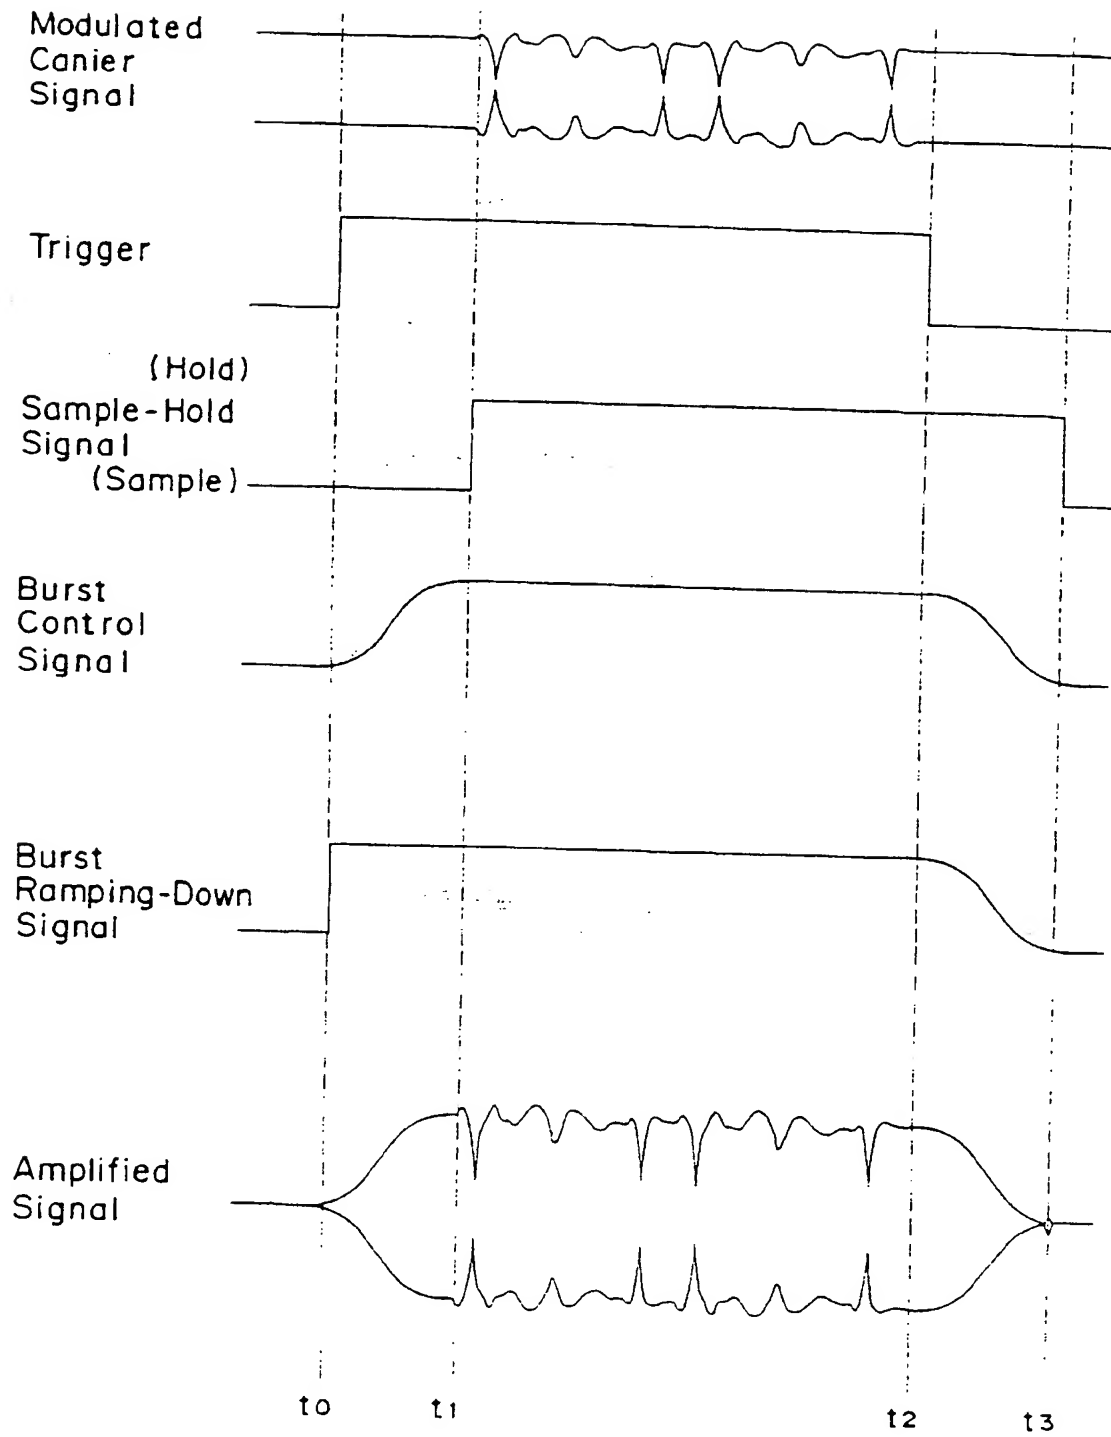 Modulated
Canier
Signal
Trigger
(Hold)
Sample-Hold
Signal
(Sample)
Burst
Control
Signal
Burst
Ramping-Down
Signal
Amplified
Signal
t0
t1
t2
t3